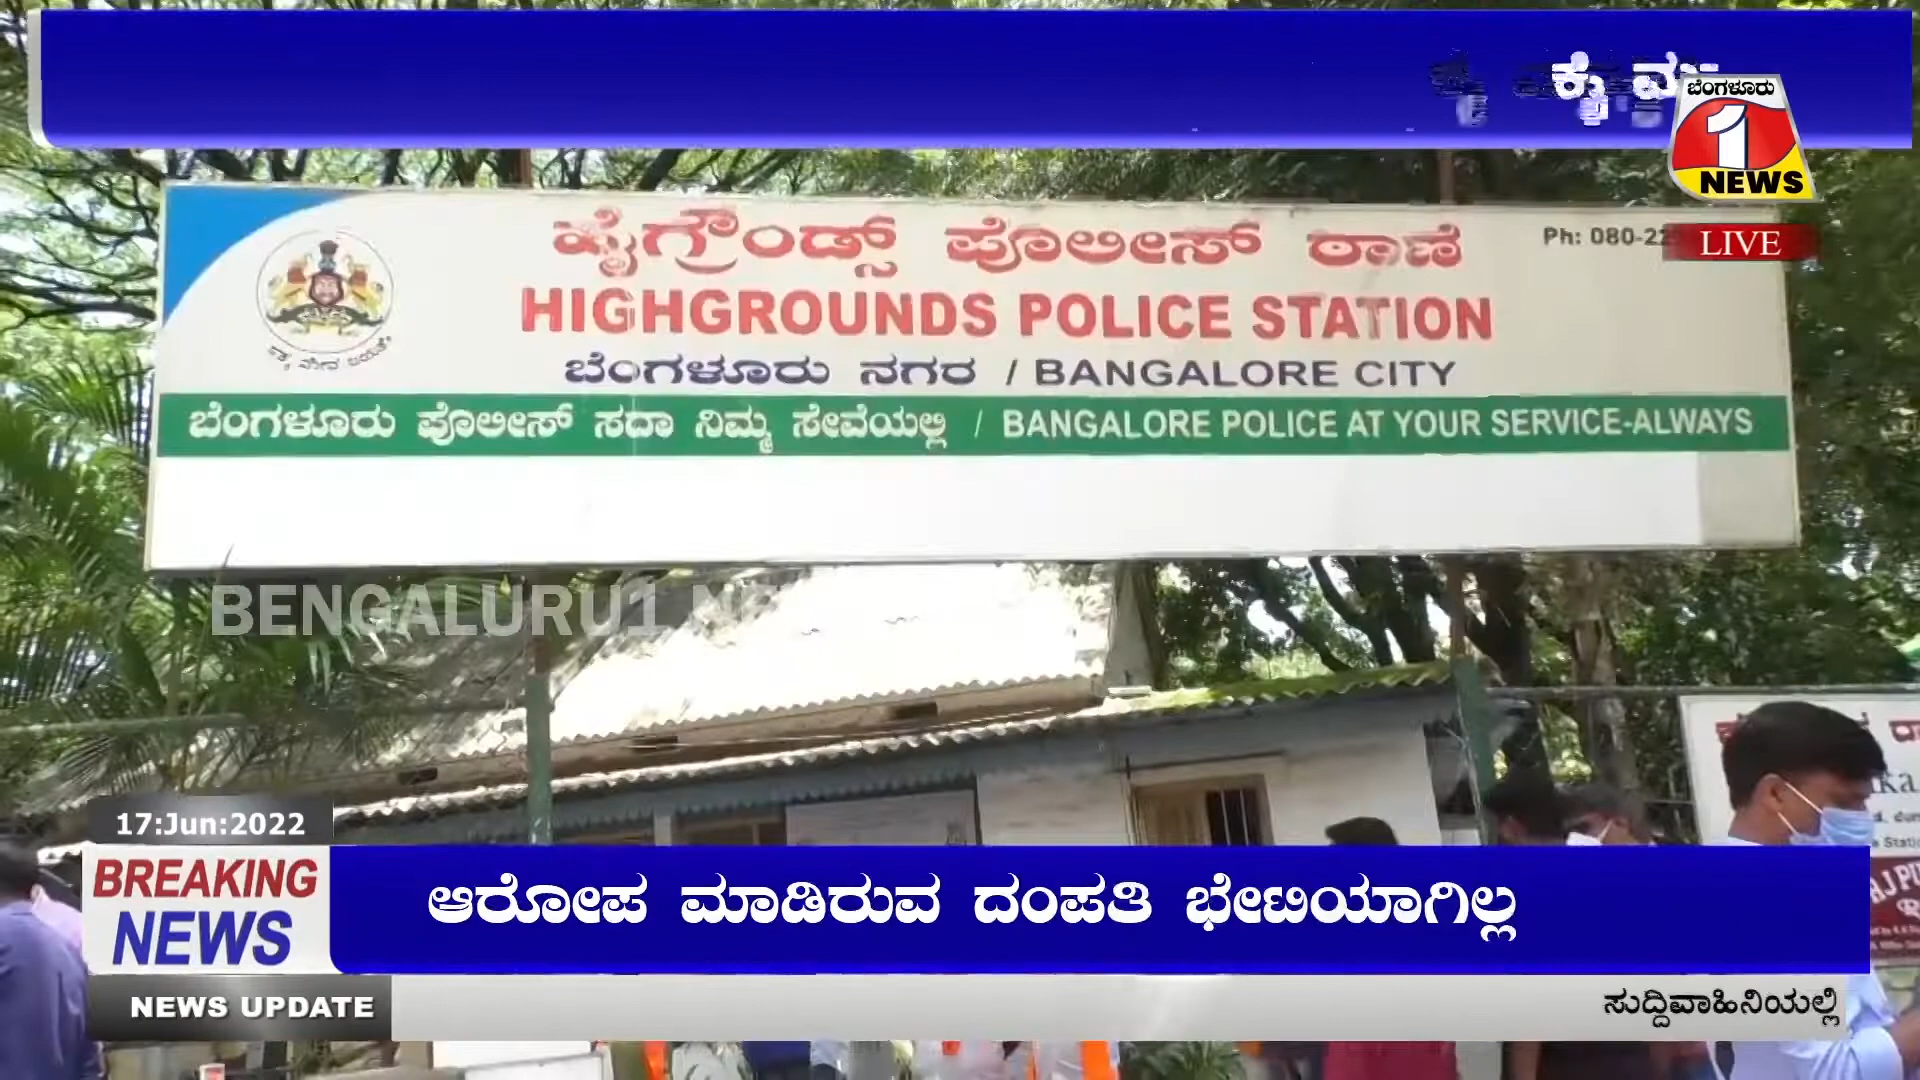 ಬೆಂಗಳೂರು
1
NEWS
LIVE
ಹೈಗ್ರೌಂಡ್ಸ್ ಪೊಲೀಸ್ ಠಾಣೆ
Ph: 080-22
HIGHGROUNDS POLICE STATION
ಬೆಂಗಳೂರು ನಗರ / BANGALORE CITY
ಬೆಂಗಳೂರು ಪೊಲೀಸ್ ಸದಾ ನಿಮ್ಮ ಸೇವೆಯಲ್ಲಿ / BANGALORE POLICE AT YOUR SERVICE-ALWAYS
BENGALURU1
17:Jun:2022
BREAKING
NEWS
ಆರೋಪ ಮಾಡಿರುವ ದಂಪತಿ ಭೇಟಿಯಾಗಿಲ್ಲ
NEWS UPDATE
ಸುದ್ದಿವಾಹಿನಿಯಲ್ಲಿ